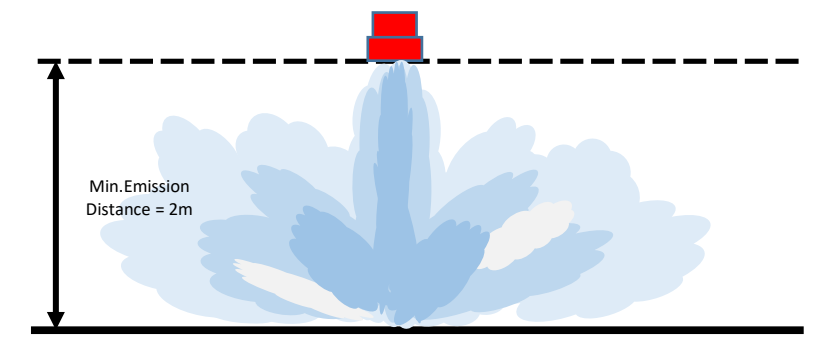 Min.Emission
Distance = 2m